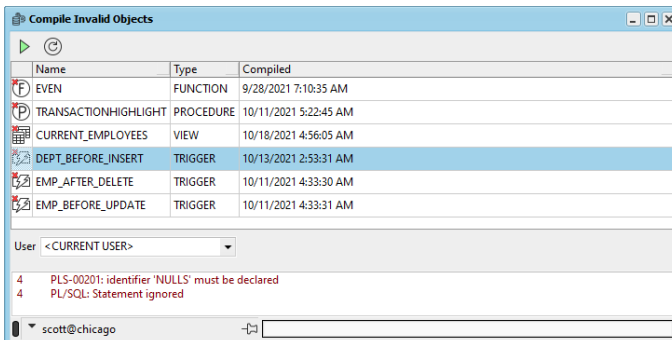 Compile Invalid Objects
Name Type Compiled
EVEN FUNCTION 9/28/2021 7:10:35 AM
TRANSACTIONHIGHLIGHT PROCEDURE 10/11/2021 5:22:45 AM
CURRENT_EMPLOYEES VIEW 10/18/2021 4:56:05 AM
DEPT_BEFORE_INSERT TRIGGER 10/13/2021 2:53:31 AM
EMP_AFTER_DELETE TRIGGER 10/11/2021 4:33:30 AM
EMP_BEFORE_UPDATE TRIGGER 10/11/2021 4:33:31 AM
User <CURRENT USER>
4 PLS-00201: identifier 'NULLS' must be declared
4 PL/SQL: Statement ignored
scott@chicago